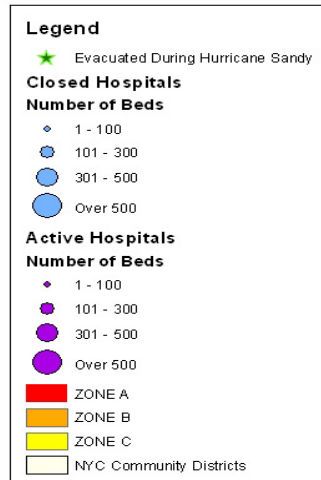 Legend
Evacuated During Hurricane Sandy
Closed Hospitals
Number of Beds
1 - 100
101 - 300
301 - 500
Over 500
Active Hospitals
Number of Beds
1 - 100
101 - 300
301 - 500
Over 500
ZONE A
ZONE B
ZONE C
NYC Community Districts